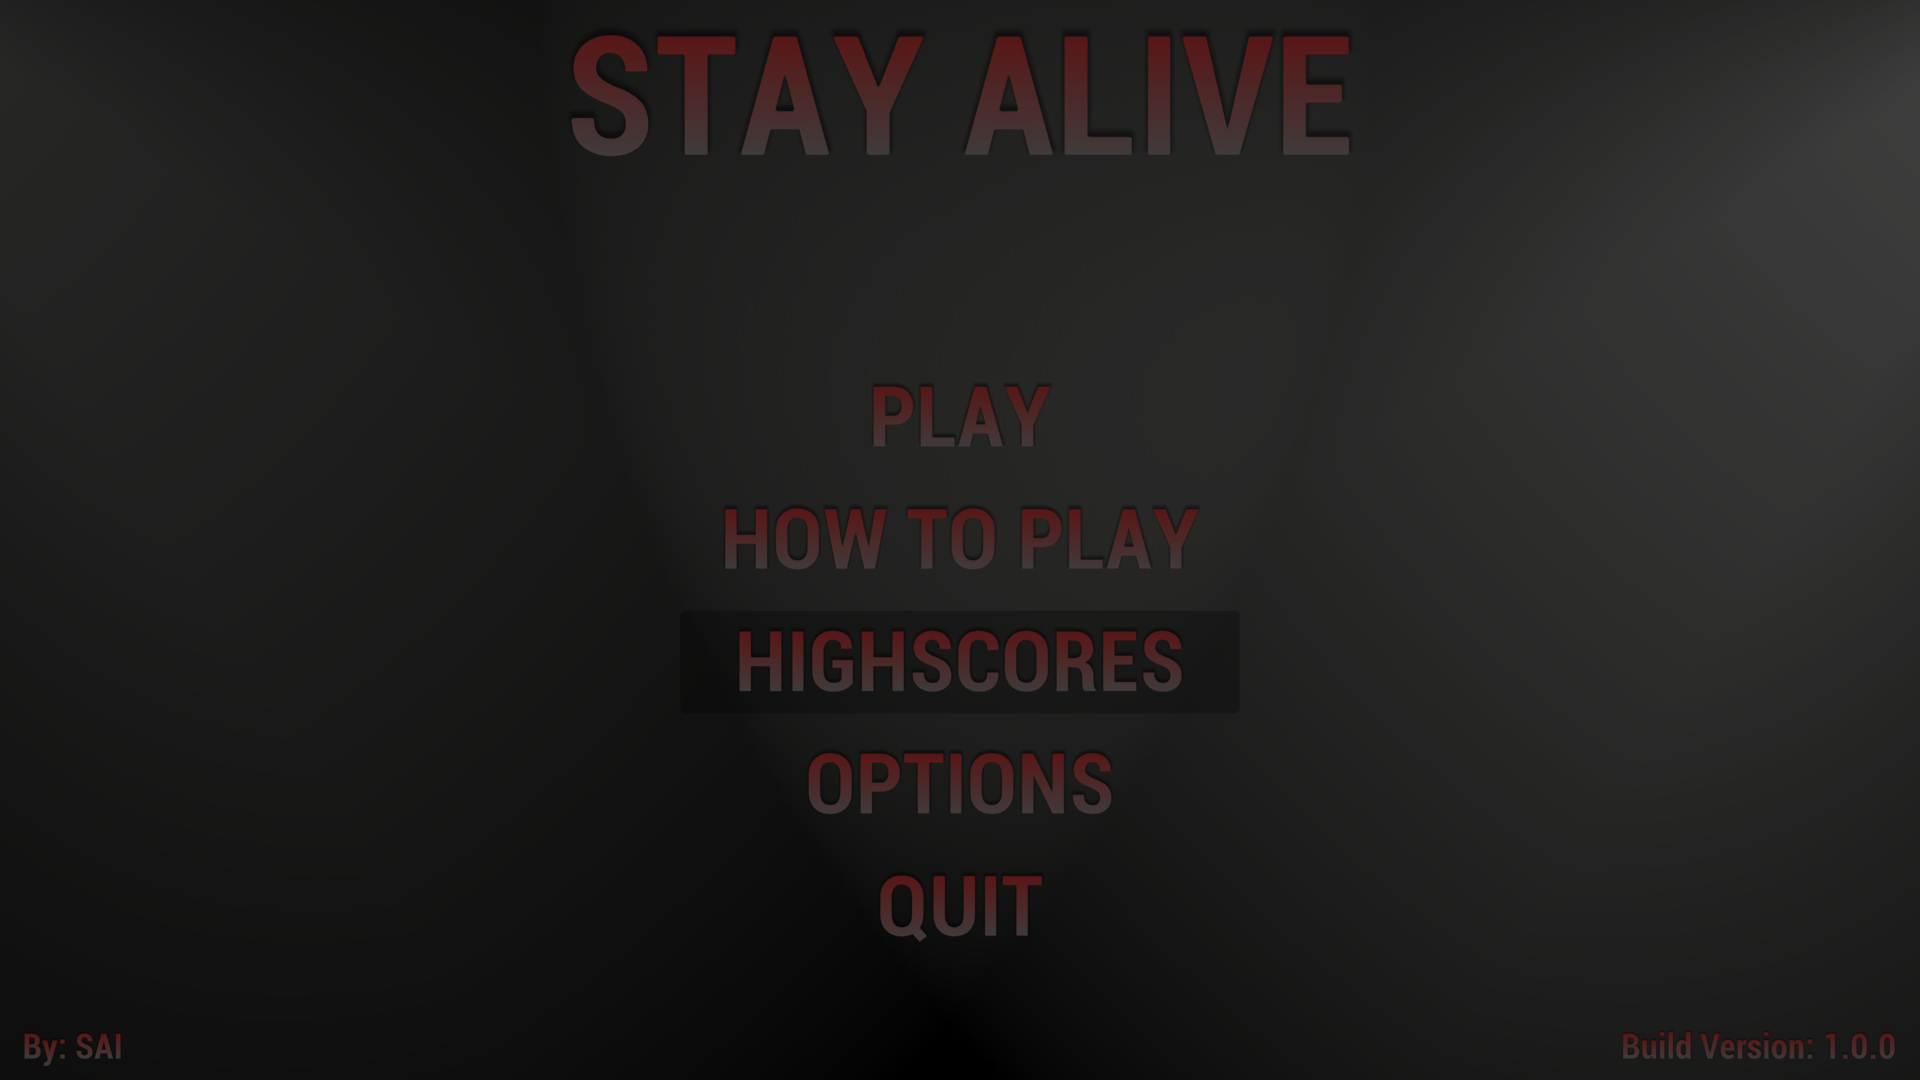 STAY ALIVE
PLAY
HOW TO PLAY
HIGHSCORES
OPTIONS
QUIT
By: SAI
Build Version: 1.0.0